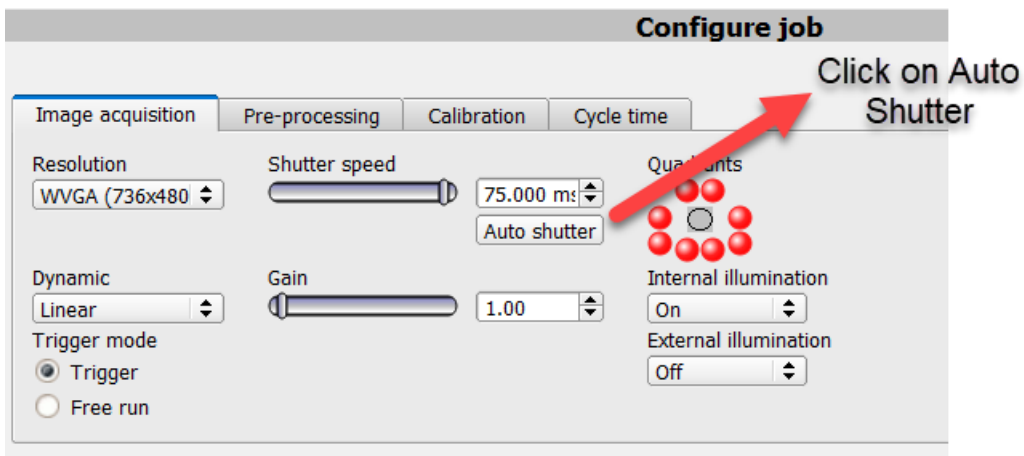 Configure job
Click on Auto
Shutter
Image acquisition
Pre-processing
Calibration
Cycle time
Resolution
Shutter speed
Quadrants
WVGA (736x480
75.000 ms
Auto shutter
Dynamic
Gain
Internal illumination
Linear
1.00
On
Trigger mode
External illumination
Trigger
Off
Free run